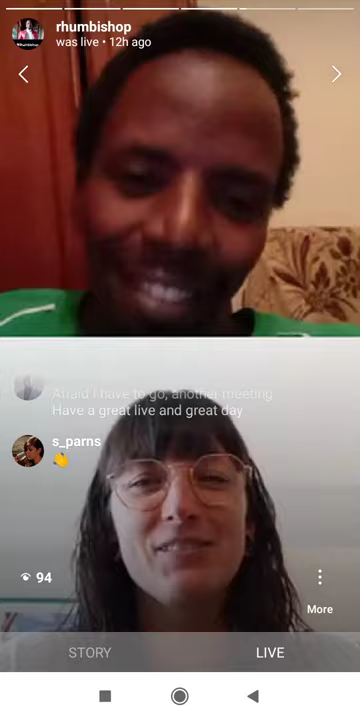 rhumbishop
was live • 12h ago
Afraid I have to go, another meeting
Have a great live and great day
s_parns
94
More
STORY
LIVE